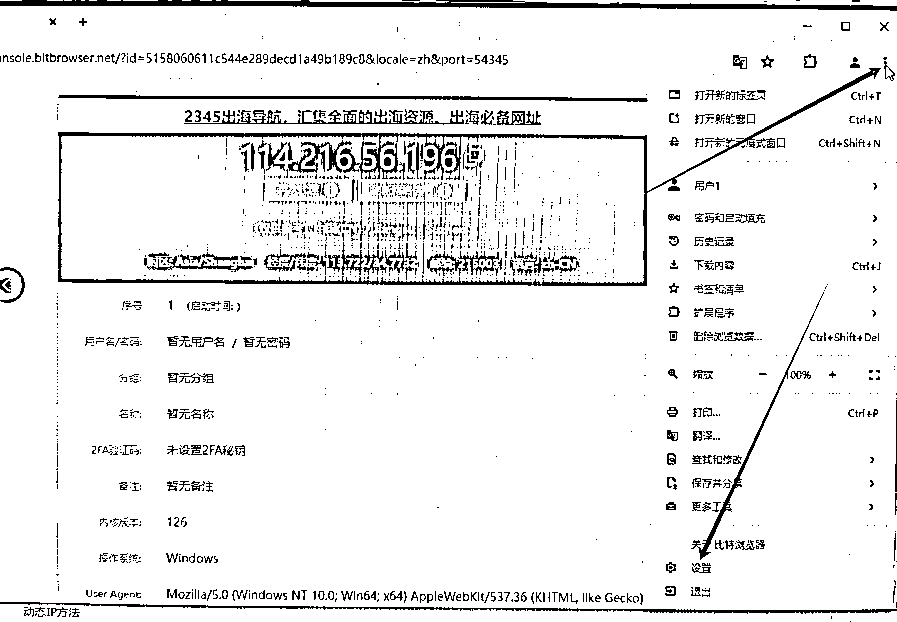 × +
nsole.bitbrowser.net/?id=5158060611c544e289decd1a49b189c8&locale=zh&port=54345
2345出海导航，汇集全面的出海资源、出海必备网址
114.216.56.196
序号 1 （启动时间：）
用户名/密码: 暂无用户名 / 暂无密码
分组: 暂无分组
名称: 暂无名称
2FA验证码: 未设置2FA秘钥
备注: 暂无备注
内核版本: 126
操作系统: Windows
User Agent: Mozilla/5.0 (Windows NT 10.0; Win64; x64) AppleWebKit/537.36 (KHTML, like Gecko)
打开新的标签页 Ctrl+T
打开新的窗口 Ctrl+N
打开新的无痕式窗口 Ctrl+Shift+N
用户1
密码和自动填充
历史记录
下载内容 Ctrl+J
书签和清单
扩展程序
删除浏览数据... Ctrl+Shift+Del
缩放 − 100% +
打印... Ctrl+P
翻译...
查找和修改
保存并分享
更多工具
关于比特浏览器
设置
退出
动态IP方法